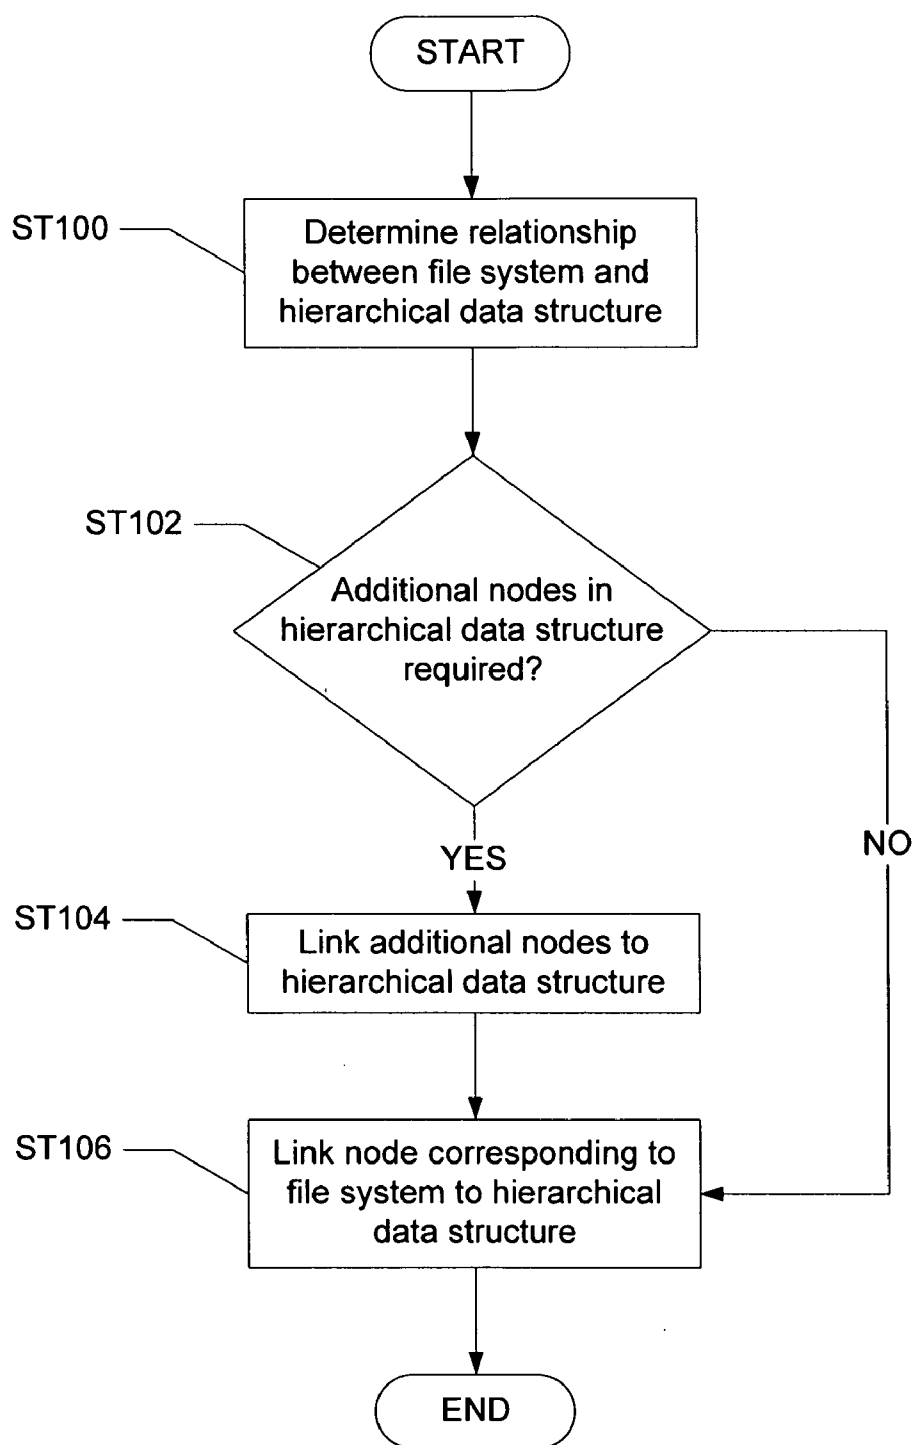 START
ST100
Determine relationship
between file system and
hierarchical data structure
ST102
Additional nodes in
hierarchical data structure
required?
YES
NO
ST104
Link additional nodes to
hierarchical data structure
ST106
Link node corresponding to
file system to hierarchical
data structure
END